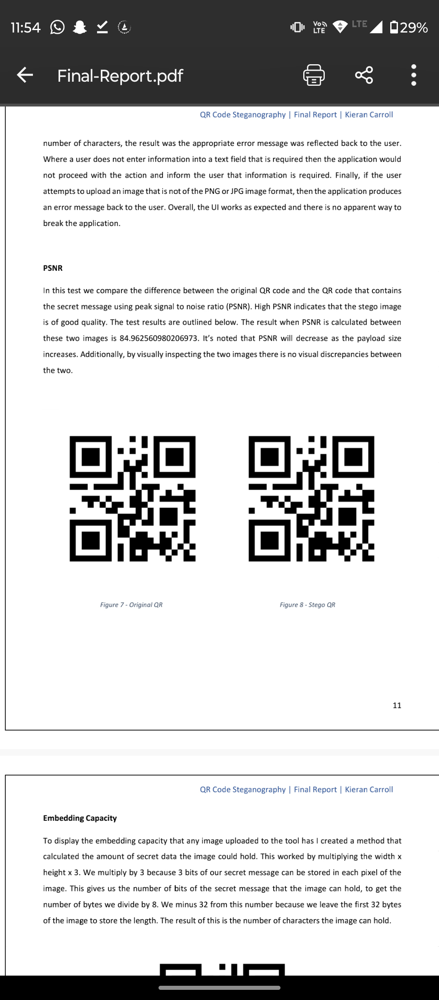 11:54 Vo LTE LTE 29%
Final-Report.pdf
QR Code Steganography | Final Report | Kieran Carroll
number of characters, the result was the appropriate error message was reflected back to the user.
Where a user does not enter information into a text field that is required then the application would
not proceed with the action and inform the user that information is required. Finally, if the user
attempts to upload an image that is not of the PNG or JPG image format, then the application produces
an error message back to the user. Overall, the UI works as expected and there is no apparent way to
break the application.
PSNR
In this test we compare the difference between the original QR code and the QR code that contains
the secret message using peak signal to noise ratio (PSNR). High PSNR indicates that the stego image
is of good quality. The test results are outlined below. The result when PSNR is calculated between
these two images is 84.962560980206973. It’s noted that PSNR will decrease as the payload size
increases. Additionally, by visually inspecting the two images there is no visual discrepancies between
the two.
Figure 7 - Original QR
Figure 8 - Stego QR
11
QR Code Steganography | Final Report | Kieran Carroll
Embedding Capacity
To display the embedding capacity that any image uploaded to the tool has I created a method that
calculated the amount of secret data the image could hold. This worked by multiplying the width x
height x 3. We multiply by 3 because 3 bits of our secret message can be stored in each pixel of the
image. This gives us the number of bits of the secret message that the image can hold, to get the
number of bytes we divide by 8. We minus 32 from this number because we leave the first 32 bytes
of the image to store the length. The result of this is the number of characters the image can hold.